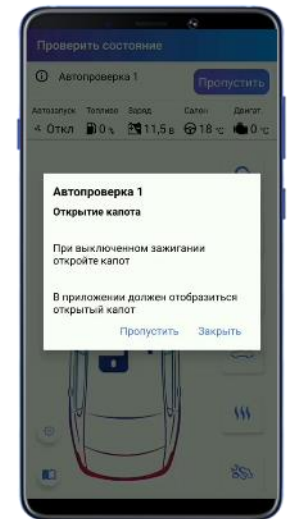 Проверить состояние
Автопроверка 1
Пропустить
Автозапуск Топливо Заряд Салон Двигат.
Откл 0 % 11,5 в 18 °C 0 °C
Автопроверка 1
Открытие капота
При выключенном зажигании
откройте капот
В приложении должен отобразиться
открытый капот
Пропустить Закрыть